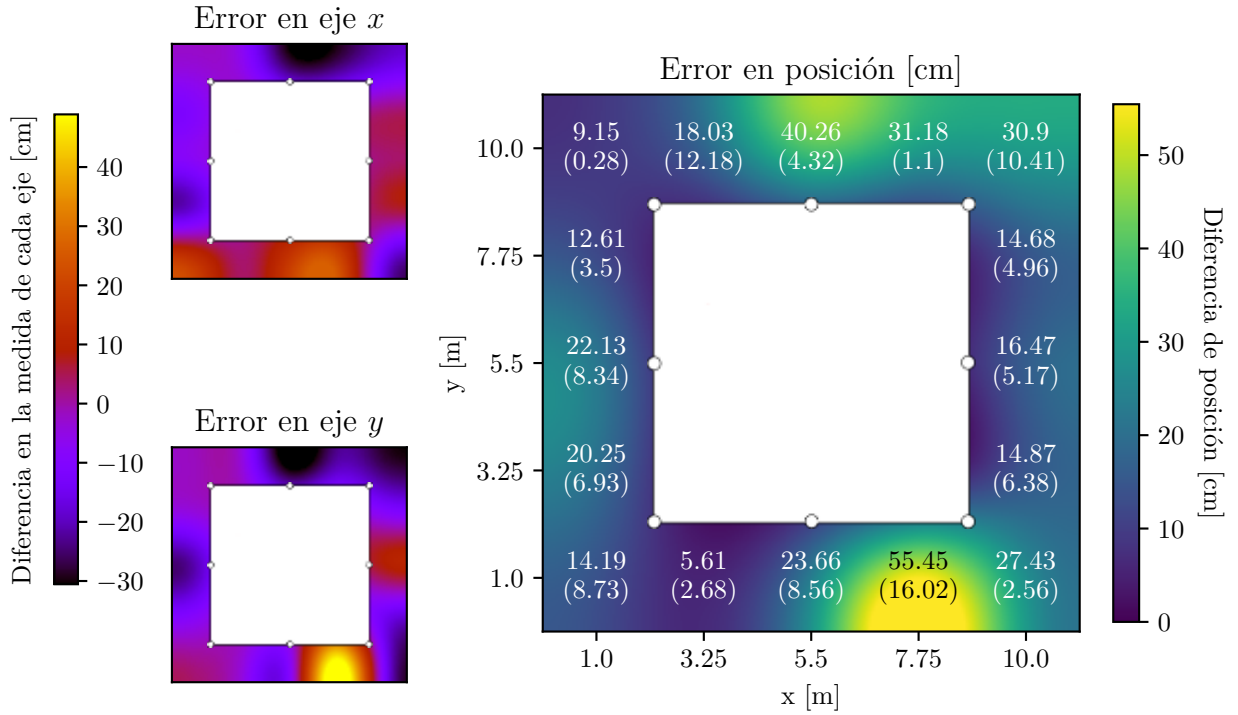 Error en eje x
Diferencia en la medida de cada eje [cm]
40
30
20
10
0
−10
−20
−30
Error en eje y
Error en posición [cm]
y [m]
10.0
7.75
5.5
3.25
1.0
9.15 18.03 40.26 31.18 30.9
(0.28) (12.18) (4.32) (1.1) (10.41)
12.61 14.68
(3.5) (4.96)
22.13 16.47
(8.34) (5.17)
20.25 14.87
(6.93) (6.38)
14.19 5.61 23.66 55.45 27.43
(8.73) (2.68) (8.56) (16.02) (2.56)
1.0 3.25 5.5 7.75 10.0
x [m]
50
40
30
20
10
0
Diferencia de posición [cm]